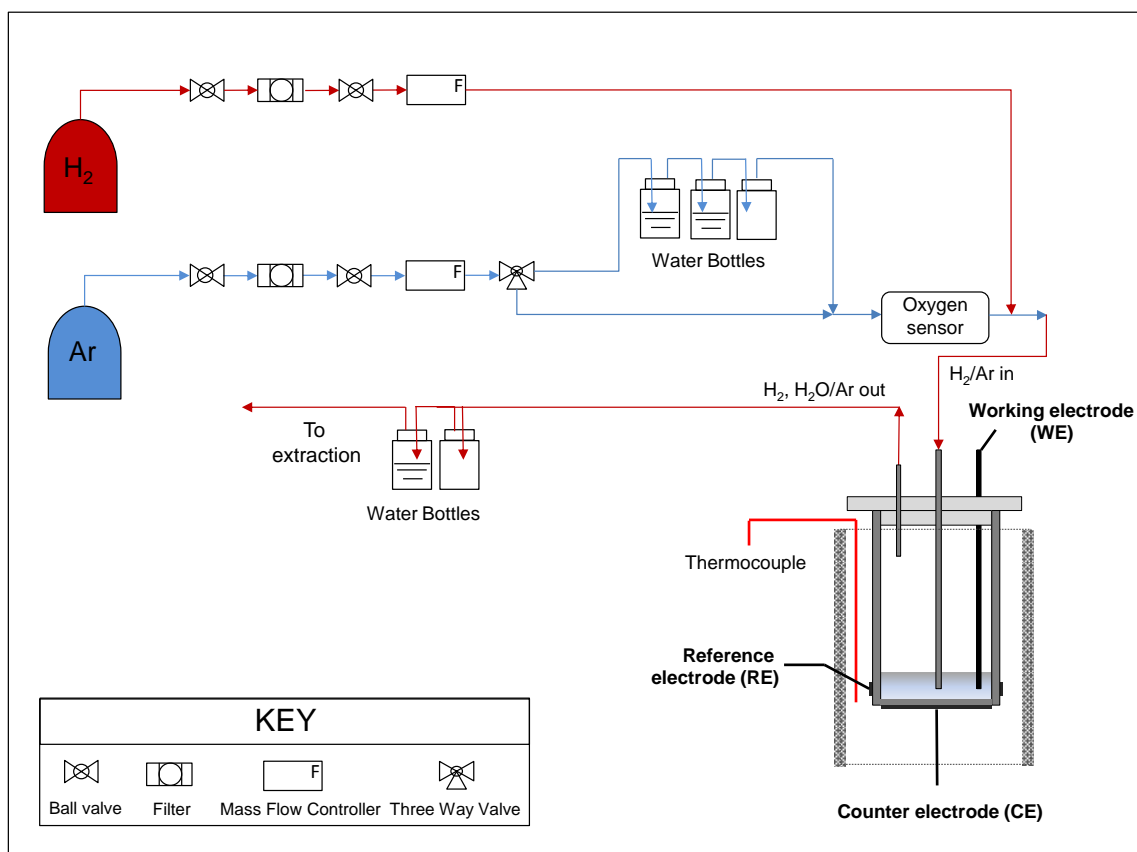 H₂
F
Water Bottles
Ar
F
Oxygen
sensor
H₂/Ar in
H₂, H₂O/Ar out
Working electrode
(WE)
To
extraction
Water Bottles
Thermocouple
Reference
electrode (RE)
KEY
F
Ball valve Filter Mass Flow Controller Three Way Valve
Counter electrode (CE)